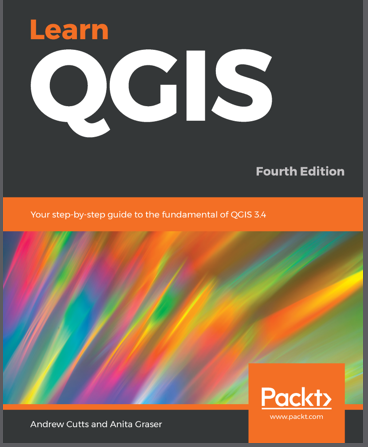 Learn
QGIS
Fourth Edition
Your step-by-step guide to the fundamental of QGIS 3.4
Packt>
www.packt.com
Andrew Cutts and Anita Graser